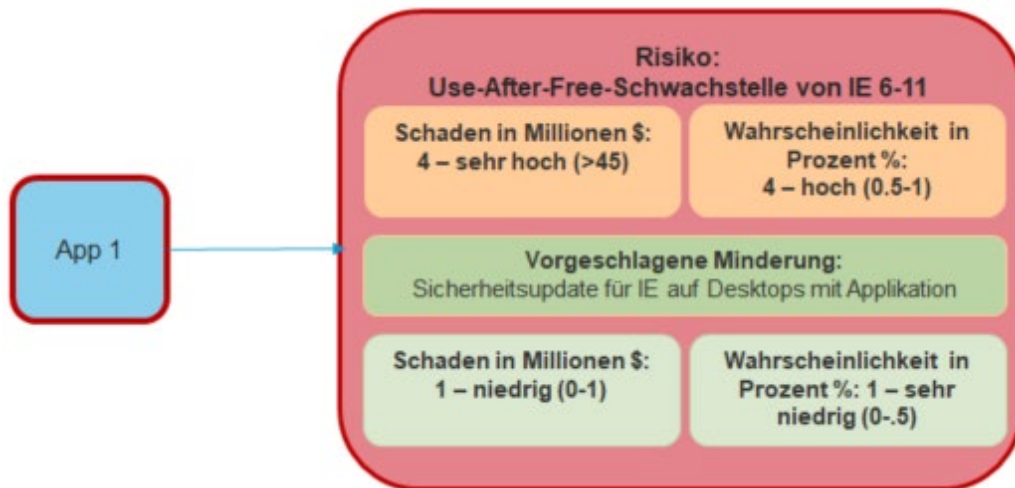 Risiko:
Use-After-Free-Schwachstelle von IE 6-11
Schaden in Millionen $:
4 – sehr hoch (>45)
Wahrscheinlichkeit in
Prozent %:
4 – hoch (0.5-1)
App 1
Vorgeschlagene Minderung:
Sicherheitsupdate für IE auf Desktops mit Applikation
Schaden in Millionen $:
1 – niedrig (0-1)
Wahrscheinlichkeit in
Prozent %: 1 – sehr
niedrig (0-.5)